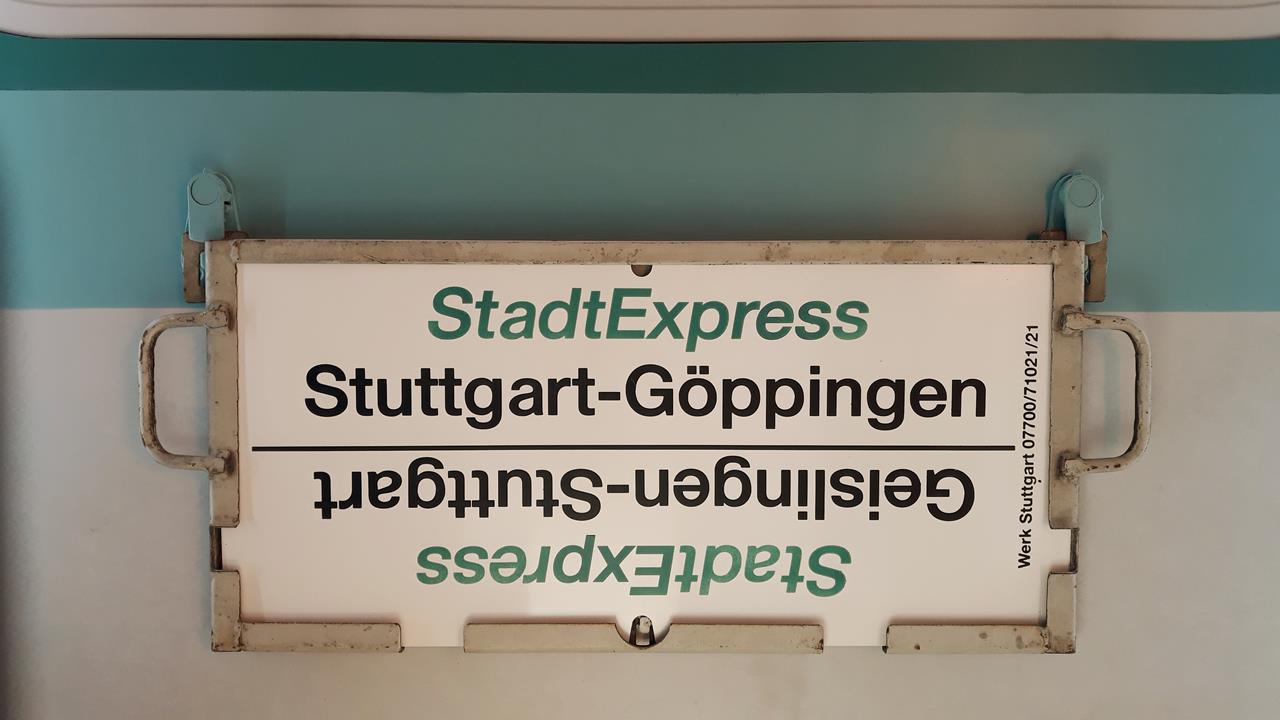 StadtExpress
Stuttgart-Göppingen
Geislingen-Stuttgart
StadtExpress
Werk Stuttgart 07700/71021/21